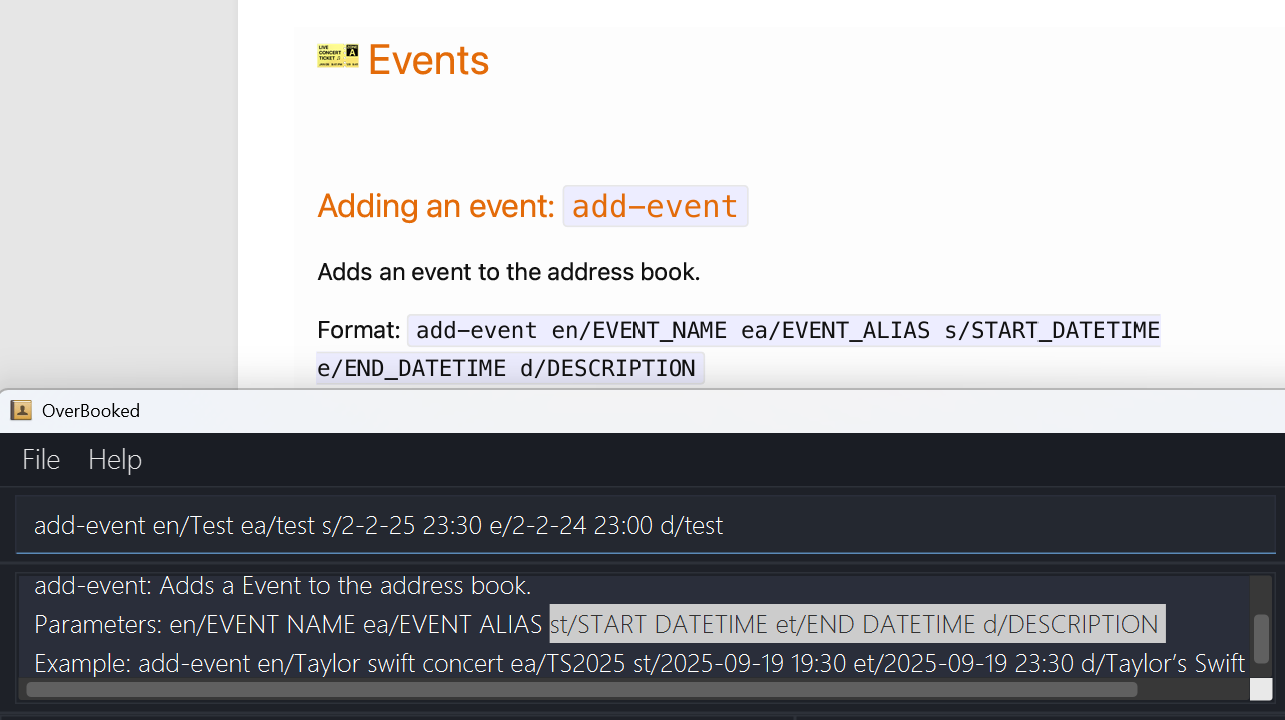 LIVE
CONCERT
TICKET
A
Events
Adding an event: add-event
Adds an event to the address book.
Format: add-event en/EVENT_NAME ea/EVENT_ALIAS s/START_DATETIME
e/END_DATETIME d/DESCRIPTION
OverBooked
File Help
add-event en/Test ea/test s/2-2-25 23:30 e/2-2-24 23:00 d/test
add-event: Adds a Event to the address book.
Parameters: en/EVENT NAME ea/EVENT ALIAS st/START DATETIME et/END DATETIME d/DESCRIPTION
Example: add-event en/Taylor swift concert ea/TS2025 st/2025-09-19 19:30 et/2025-09-19 23:30 d/Taylor’s Swift